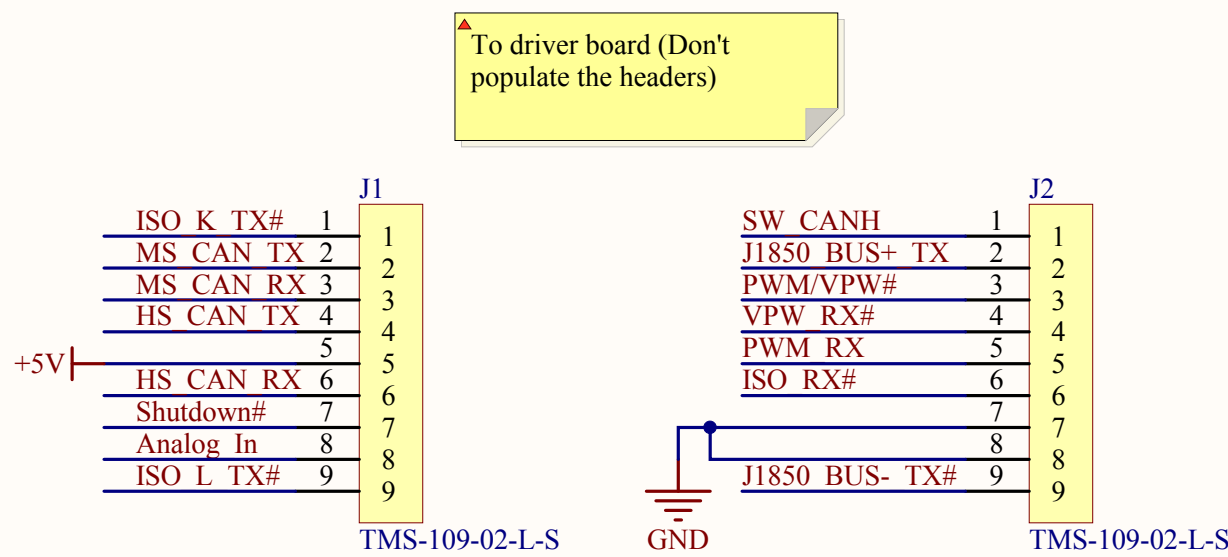 To driver board (Don't
populate the headers)
J1
ISO_K_TX# 1 1
MS_CAN_TX 2 2
MS_CAN_RX 3 3
HS_CAN_TX 4 4
+5V 5 5
HS_CAN_RX 6 6
Shutdown# 7 7
Analog_In 8 8
ISO_L_TX# 9 9
TMS-109-02-L-S
J2
SW_CANH 1 1
J1850_BUS+_TX 2 2
PWM/VPW# 3 3
VPW_RX# 4 4
PWM_RX 5 5
ISO_RX# 6 6
7 7
8 8
J1850_BUS-_TX# 9 9
GND
TMS-109-02-L-S